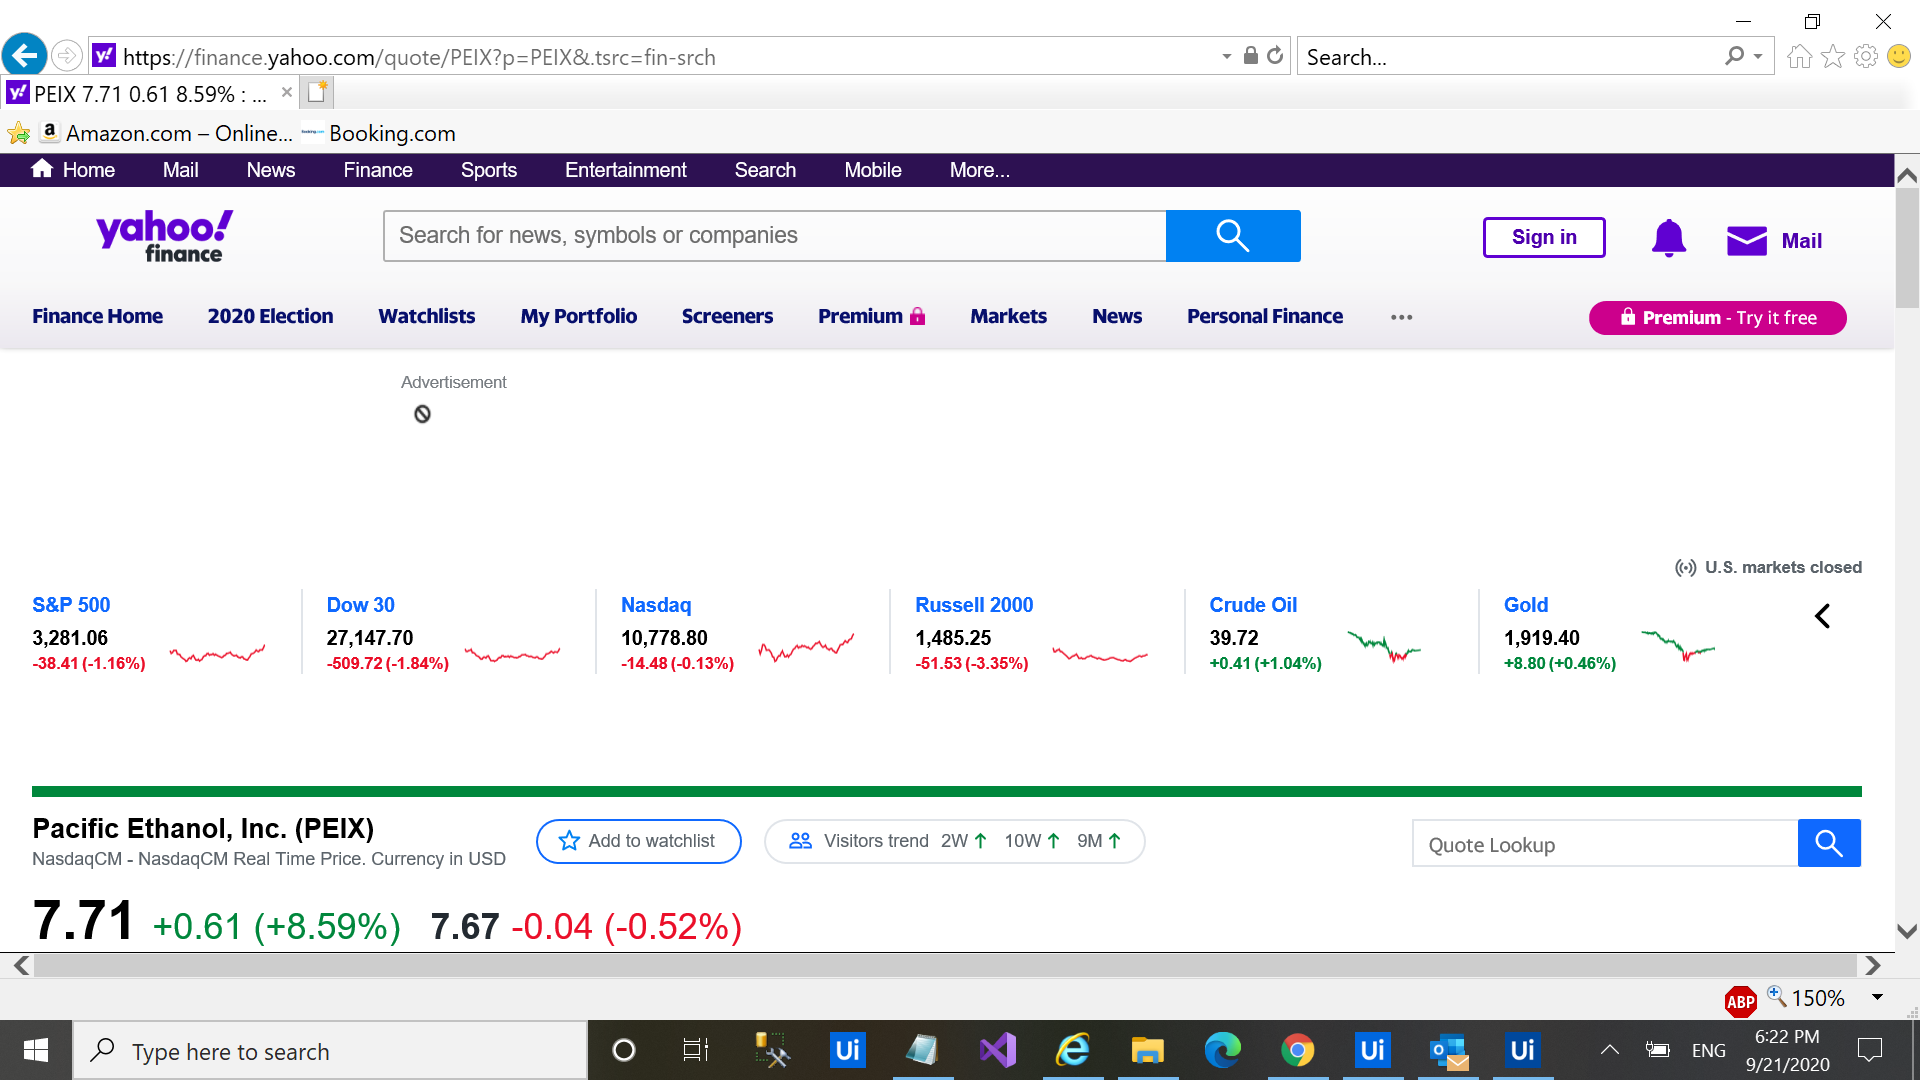 https://finance.yahoo.com/quote/PEIX?p=PEIX&.tsrc=fin-srch
Search...
PEIX 7.71 0.61 8.59% : ...
Amazon.com – Online... Booking.com
Home Mail News Finance Sports Entertainment Search Mobile More...
yahoo!
finance
Search for news, symbols or companies
Sign in
Mail
Finance Home 2020 Election Watchlists My Portfolio Screeners Premium Markets News Personal Finance ••• Premium - Try it free
Advertisement
U.S. markets closed
S&P 500
3,281.06
-38.41 (-1.16%)
Dow 30
27,147.70
-509.72 (-1.84%)
Nasdaq
10,778.80
-14.48 (-0.13%)
Russell 2000
1,485.25
-51.53 (-3.35%)
Crude Oil
39.72
+0.41 (+1.04%)
Gold
1,919.40
+8.80 (+0.46%)
Pacific Ethanol, Inc. (PEIX)
NasdaqCM - NasdaqCM Real Time Price. Currency in USD
Add to watchlist
Visitors trend 2W 10W 9M
Quote Lookup
7.71 +0.61 (+8.59%) 7.67 -0.04 (-0.52%)
ABP
150%
Type here to search
Ui
Ui
Ui
ENG
6:22 PM
9/21/2020